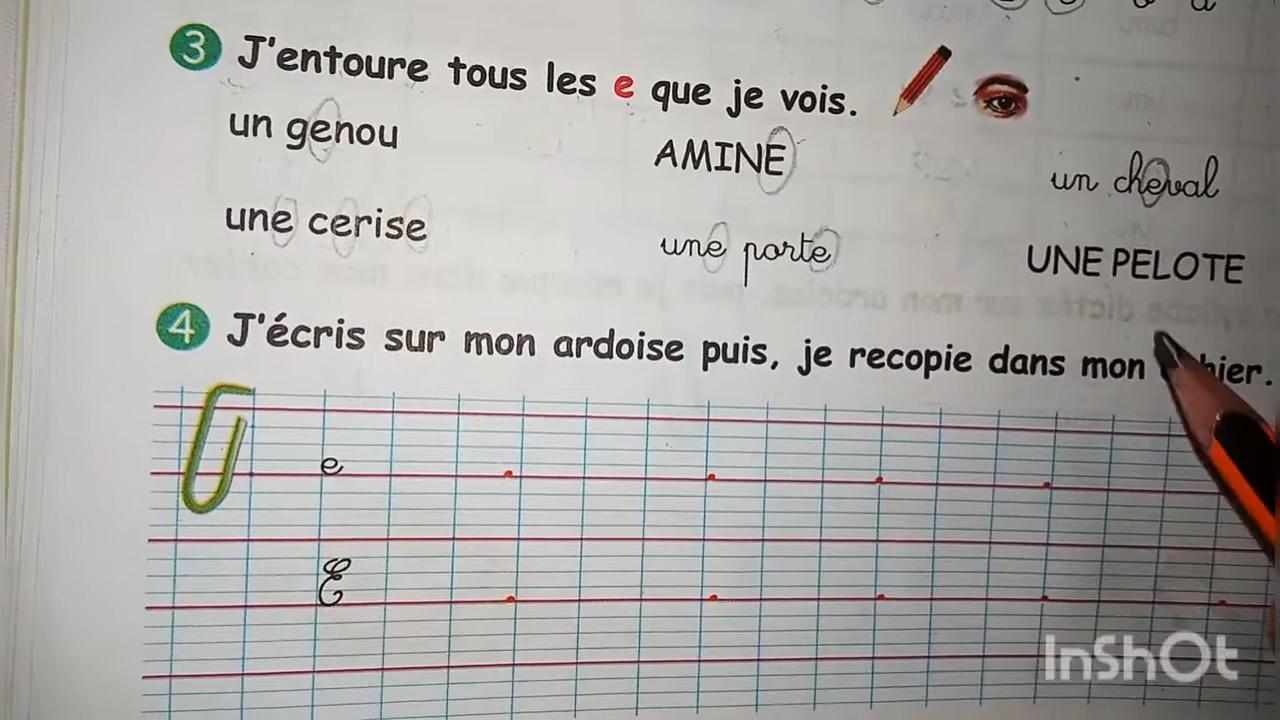 3 J'entoure tous les e que je vois.
un genou AMINE un cheval
une cerise une porte UNE PELOTE
4 J'écris sur mon ardoise puis, je recopie dans mon hier.
e
E
InShOt